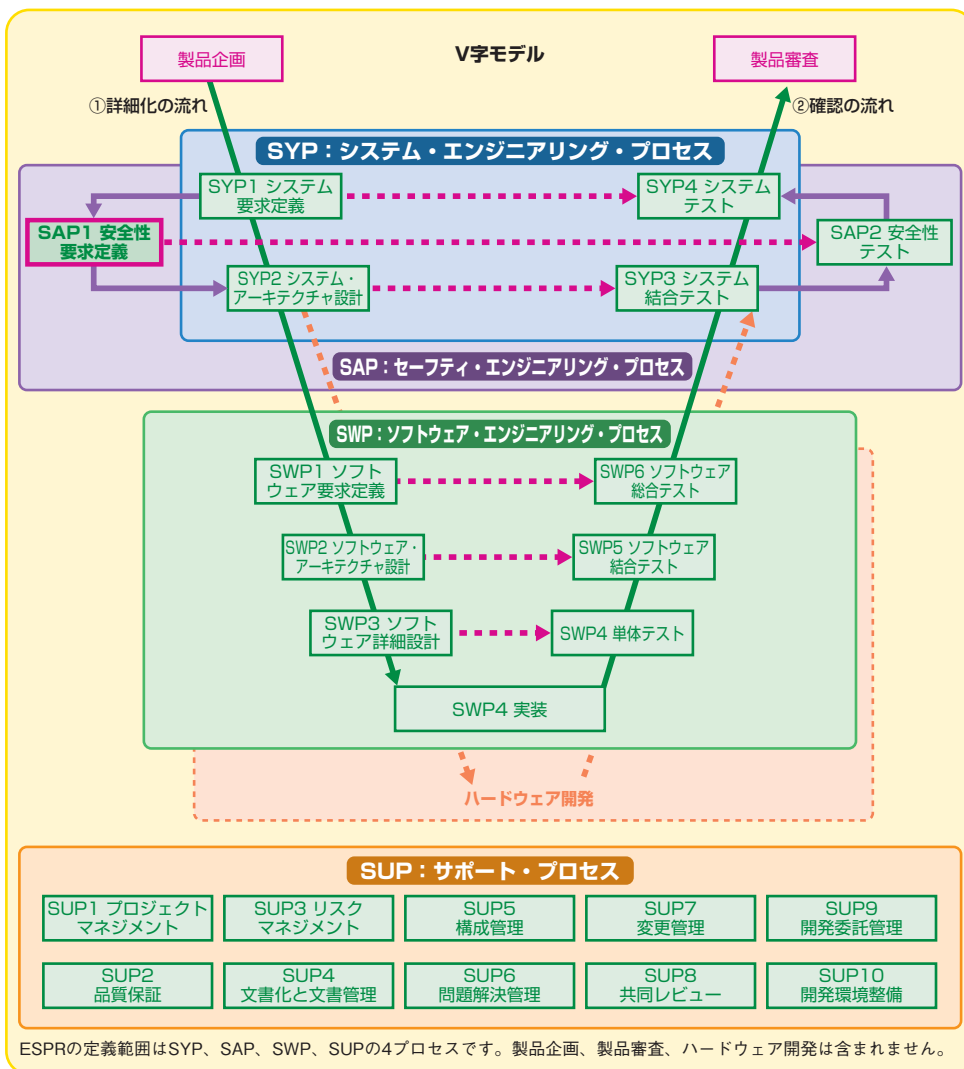 V字モデル
製品企画
製品審査
①詳細化の流れ
②確認の流れ
SYP：システム・エンジニアリング・プロセス
SYP1 システム
要求定義
SYP4 システム
テスト
SAP1 安全性
要求定義
SAP2 安全性
テスト
SYP2 システム・
アーキテクチャ設計
SYP3 システム
結合テスト
SAP：セーフティ・エンジニアリング・プロセス
SWP：ソフトウェア・エンジニアリング・プロセス
SWP1 ソフト
ウェア要求定義
SWP6 ソフトウェア
総合テスト
SWP2 ソフトウェア・
アーキテクチャ設計
SWP5 ソフトウェア
結合テスト
SWP3 ソフト
ウェア詳細設計
SWP4 単体テスト
SWP4 実装
ハードウェア開発
SUP：サポート・プロセス
SUP1 プロジェクト
マネジメント
SUP3 リスク
マネジメント
SUP5
構成管理
SUP7
変更管理
SUP9
開発委託管理
SUP2
品質保証
SUP4
文書化と文書管理
SUP6
問題解決管理
SUP8
共同レビュー
SUP10
開発環境整備
ESPRの定義範囲はSYP、SAP、SWP、SUPの4プロセスです。製品企画、製品審査、ハードウェア開発は含まれません。